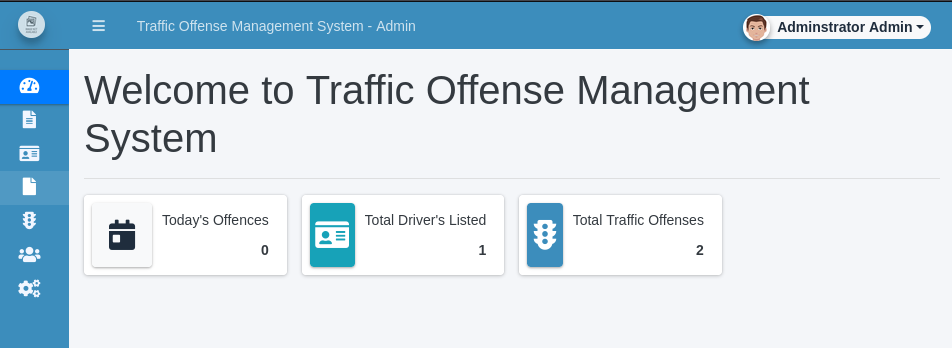 Traffic Offense Management System - Admin
Adminstrator Admin
Welcome to Traffic Offense Management
System
Today's Offences
0
Total Driver's Listed
1
Total Traffic Offenses
2